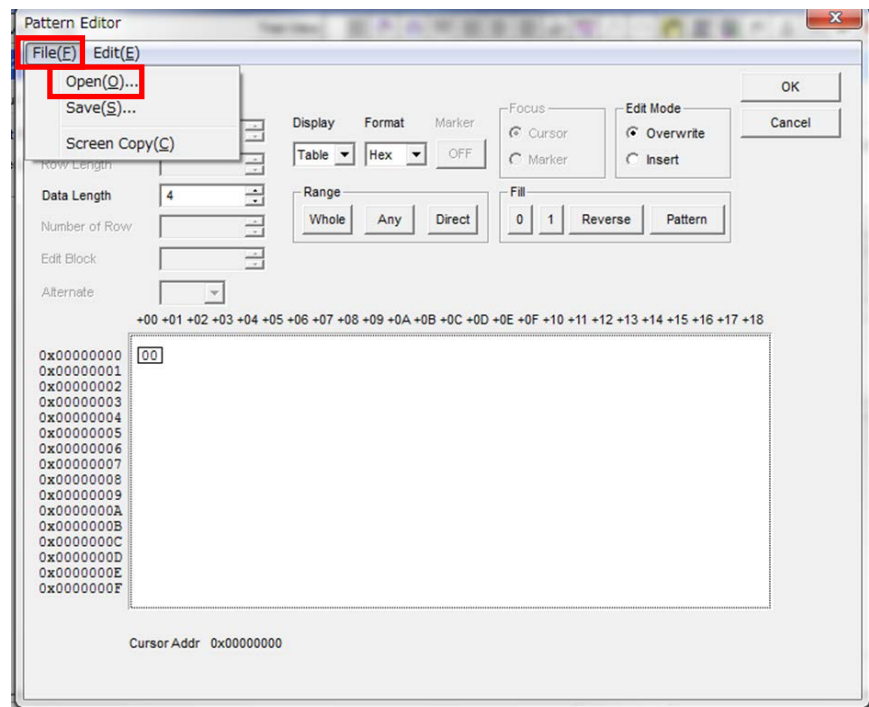 Pattern Editor
File(F) Edit(E)
Open(O)...
Save(S)...
Screen Copy(C)
OK
Cancel
Display Format Marker
Table Hex OFF
Focus
Cursor
Marker
Edit Mode
Overwrite
Insert
Row Length
Data Length 4
Number of Row
Edit Block
Alternate
Range
Whole Any Direct
Fill
0 1 Reverse Pattern
+00 +01 +02 +03 +04 +05 +06 +07 +08 +09 +0A +0B +0C +0D +0E +0F +10 +11 +12 +13 +14 +15 +16 +17 +18
0x00000000 00
0x00000001
0x00000002
0x00000003
0x00000004
0x00000005
0x00000006
0x00000007
0x00000008
0x00000009
0x0000000A
0x0000000B
0x0000000C
0x0000000D
0x0000000E
0x0000000F
Cursor Addr 0x00000000